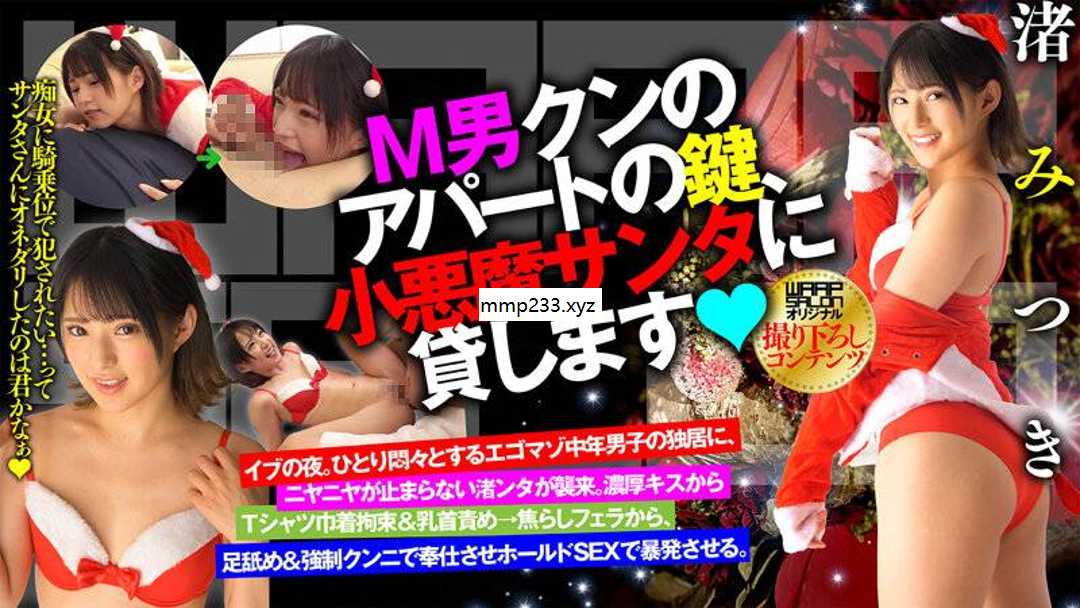 渚みつき
M男クンの
アパートの鍵
小悪魔サンタに
貸します♥
mmp233.xyz
WAAP
SALON
オリジナル
撮り下ろし
コンテンツ
痴女に騎乗位で犯されたい…って
サンタさんにオネダリしたのは君かなぁ♥
イブの夜。ひとり悶々とするエゴマゾ中年男子の独居に、
ニヤニヤが止まらない渚ンタが襲来。濃厚キスから
Tシャツ巾着拘束&乳首責め→焦らしフェラから、
足舐め&強制クンニで奉仕させホールドSEXで暴発させる。